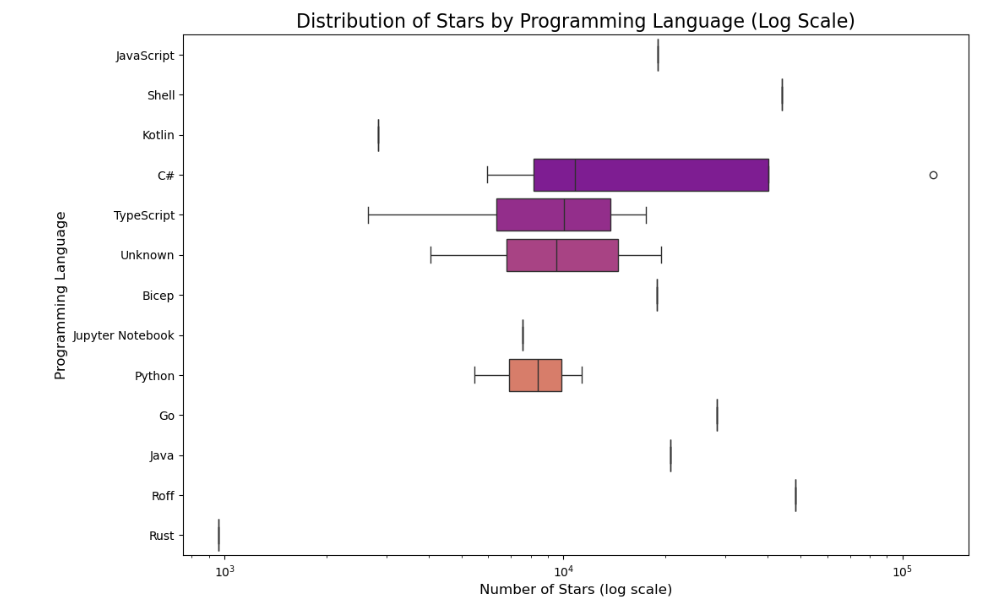 Distribution of Stars by Programming Language (Log Scale)
JavaScript
Shell
Kotlin
C#
TypeScript
Unknown
Bicep
Jupyter Notebook
Python
Go
Java
Roff
Rust
Programming Language
10³
10⁴
10⁵
Number of Stars (log scale)